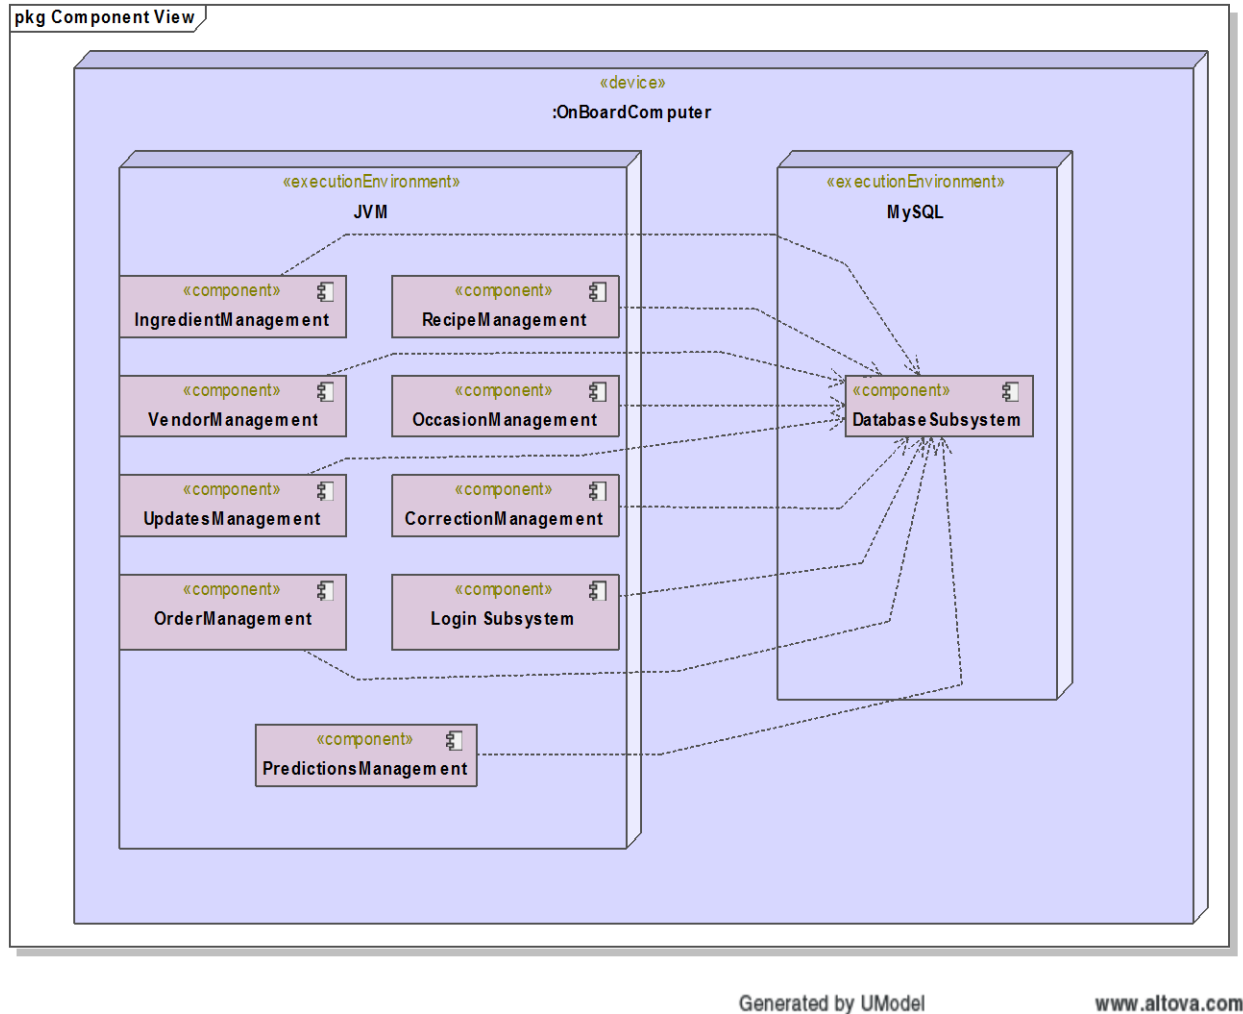 pkg Component View
«device»
:OnBoardComputer
«executionEnvironment»
JVM
«executionEnvironment»
MySQL
«component»
IngredientManagement
«component»
RecipeManagement
«component»
VendorManagement
«component»
OccasionManagement
«component»
DatabaseSubsystem
«component»
UpdatesManagement
«component»
CorrectionManagement
«component»
OrderManagement
«component»
Login Subsystem
«component»
PredictionsManagement
Generated by UModel
www.altova.com